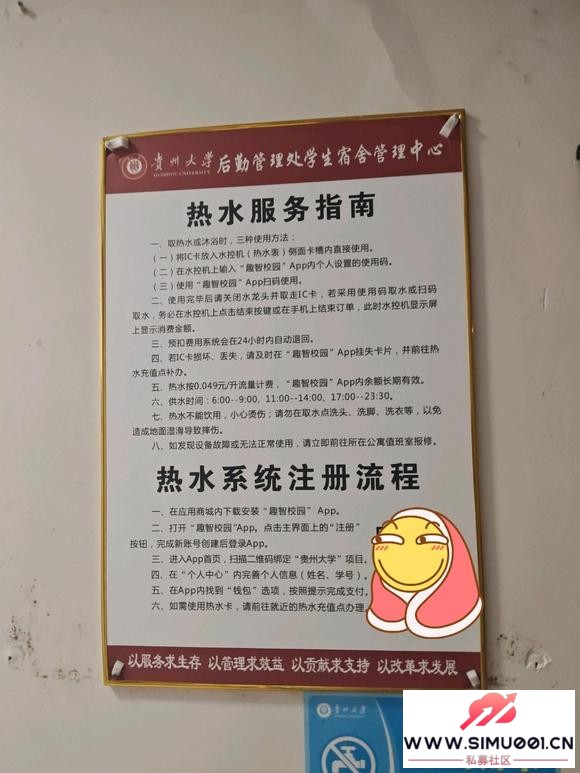 贵州大学 后勤管理处学生宿舍管理中心
GUIZHOU UNIVERSITY
热水服务指南
一、取热水或沐浴时，三种使用方法：
（一）将IC卡放入水控机（热水表）侧面卡槽内直接使用。
（二）在水控机上输入“趣智校园”App内个人设置的使用码。
（三）使用“趣智校园”App扫码使用。
二、使用完毕后请关闭水龙头并取走IC卡，若采用使用码取水或扫码
取水，务必在水控机上点击结束按键或在手机上结束订单，此时水控机显示屏
上显示消费金额。
三、预扣费用系统会在24小时内自动退回。
四、若IC卡损坏、丢失，请及时在“趣智校园”App挂失卡片，并前往热
水充值点补办。
五、热水按0.049元/升流量计费，“趣智校园”App内余额长期有效。
六、供水时间：6:00--9:00，11:00--14:00，17:00--23:30。
七、热水不能饮用，小心烫伤；请勿在取水点洗头、洗脚、洗衣等，以免
造成地面湿滑导致摔伤。
八、如发现设备故障或无法正常使用，请立即前往所在公寓值班室报修。
热水系统注册流程
一、在应用商城内下载安装“趣智校园” App。
二、打开“趣智校园”App，点击主界面上的“注册”
按钮，完成新账号创建后登录App。
三、进入App首页，扫描二维码绑定“贵州大学”项目。
四、在“个人中心”内完善个人信息（姓名、学号）。
五、在App内找到“钱包”选项，按照提示完成支付。
六、如需使用热水卡，请前往就近的热水充值点办理
以服务求生存 以管理求效益 以贡献求支持 以改革求发展
贵州大学
WWW.SIMU001.CN
私募社区